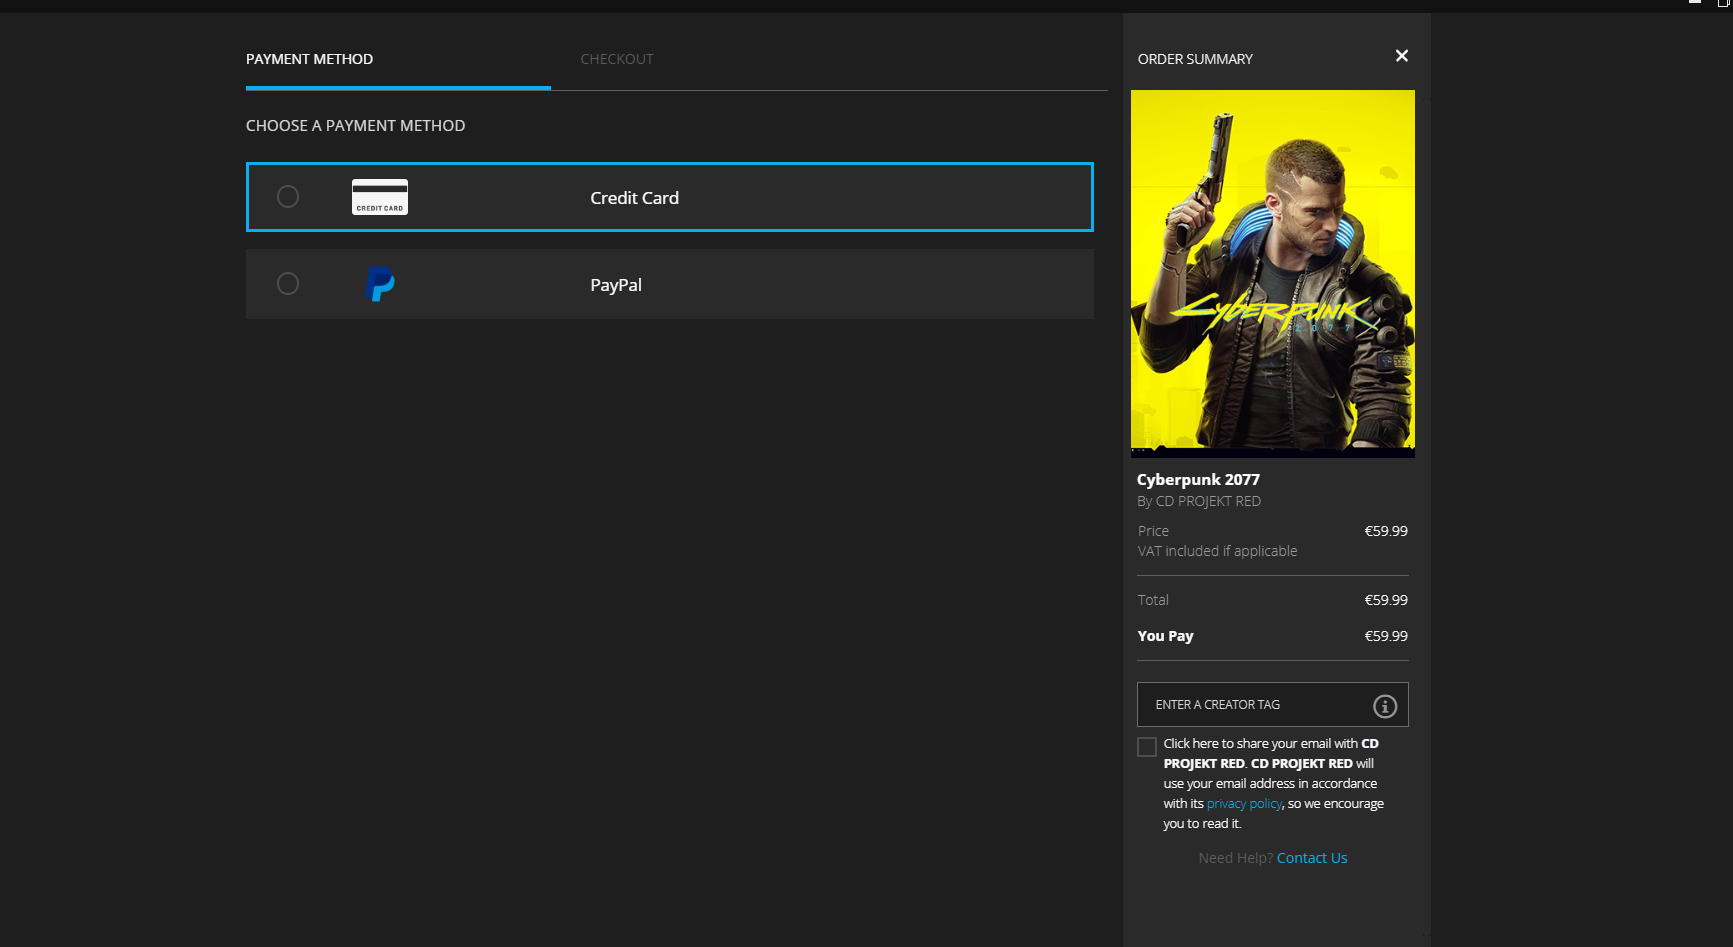 PAYMENT METHOD
CHECKOUT
CHOOSE A PAYMENT METHOD
CREDIT CARD
Credit Card
PayPal
ORDER SUMMARY
CYBERPUNK
2077
Cyberpunk 2077
By CD PROJEKT RED
Price €59.99
VAT included if applicable
Total €59.99
You Pay €59.99
ENTER A CREATOR TAG
Click here to share your email with CD
PROJEKT RED. CD PROJEKT RED will
use your email address in accordance
with its privacy policy, so we encourage
you to read it.
Need Help? Contact Us